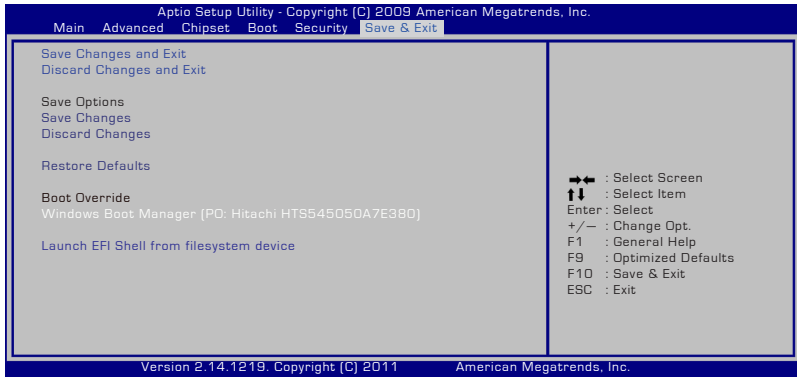 Aptio Setup Utility - Copyright (C) 2009 American Megatrends, Inc.
Main Advanced Chipset Boot Security Save & Exit
Save Changes and Exit
Discard Changes and Exit
Save Options
Save Changes
Discard Changes
Restore Defaults
Boot Override
Windows Boot Manager (PO: Hitachi HTS545050A7E380)
Launch EFI Shell from filesystem device
→← : Select Screen
↑↓ : Select Item
Enter : Select
+/— : Change Opt.
F1 : General Help
F9 : Optimized Defaults
F10 : Save & Exit
ESC : Exit
Version 2.14.1219. Copyright (C) 2011 American Megatrends, Inc.